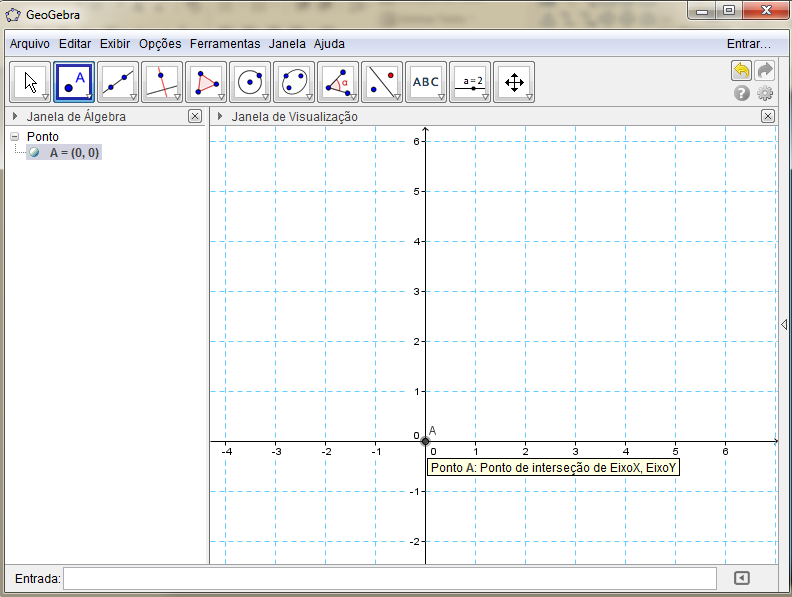 GeoGebra
Arquivo Editar Exibir Opções Ferramentas Janela Ajuda Entrar...
A α ABC a=2 ?
Janela de Álgebra Janela de Visualização
Ponto
A = (0, 0)
6
5
4
3
2
1
0 A
-4 -3 -2 -1 0 1 2 3 4 5 6
Ponto A: Ponto de interseção de EixoX, EixoY
-1
-2
Entrada: